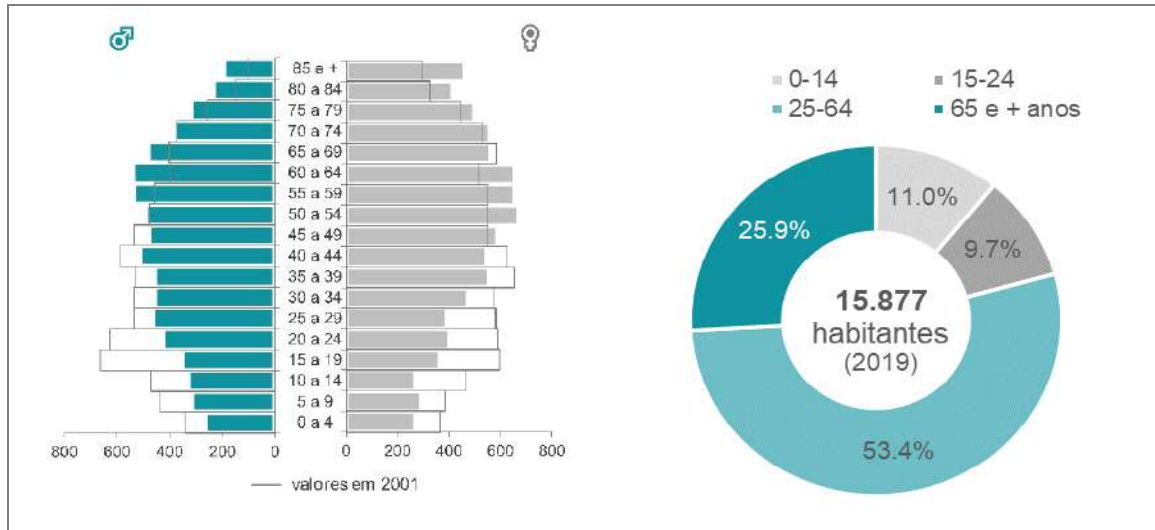 85 e +
80 a 84
75 a 79
70 a 74
65 a 69
60 a 64
55 a 59
50 a 54
45 a 49
40 a 44
35 a 39
30 a 34
25 a 29
20 a 24
15 a 19
10 a 14
5 a 9
0 a 4
800 600 400 200 0
0 200 400 600 800
valores em 2001
0-14 15-24
25-64 65 e + anos
11.0%
9.7%
25.9%
53.4%
15.877
habitantes
(2019)